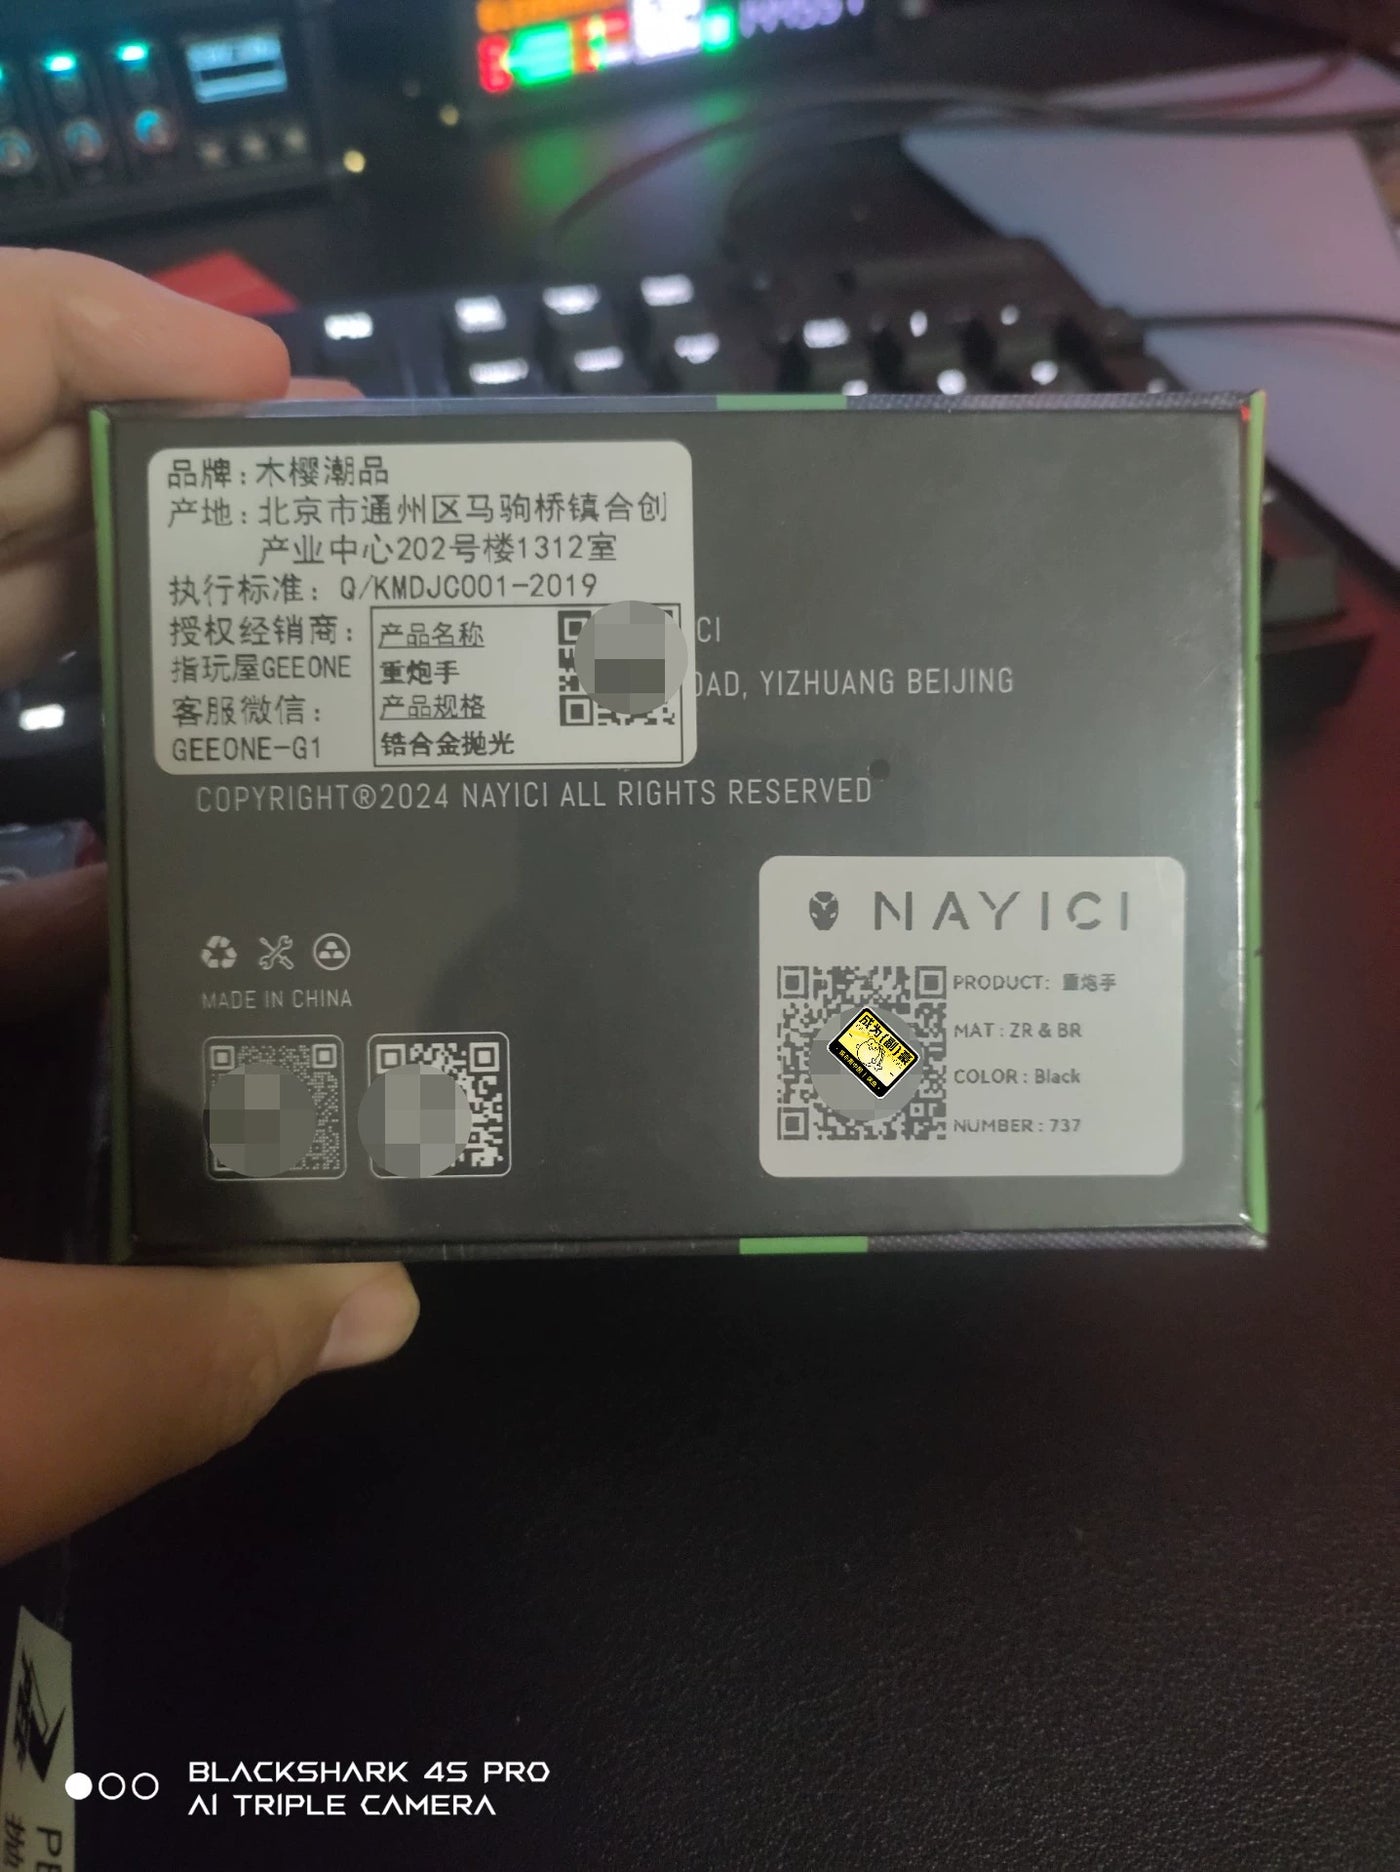 品牌：木樱潮品
产地：北京市通州区马驹桥镇合创
产业中心202号楼1312室
执行标准：Q/KMDJC001-2019
授权经销商：
指玩屋GEEONE
客服微信：
GEEONE-G1
产品名称
重炮手
产品规格
锆合金抛光
CI
OAD, YIZHUANG BEIJING
COPYRIGHT®2024 NAYICI ALL RIGHTS RESERVED
MADE IN CHINA
NAYICI
PRODUCT: 重炮手
MAT : ZR & BR
COLOR : Black
NUMBER : 737
成为(副)豪
BLACKSHARK 4S PRO
AI TRIPLE CAMERA